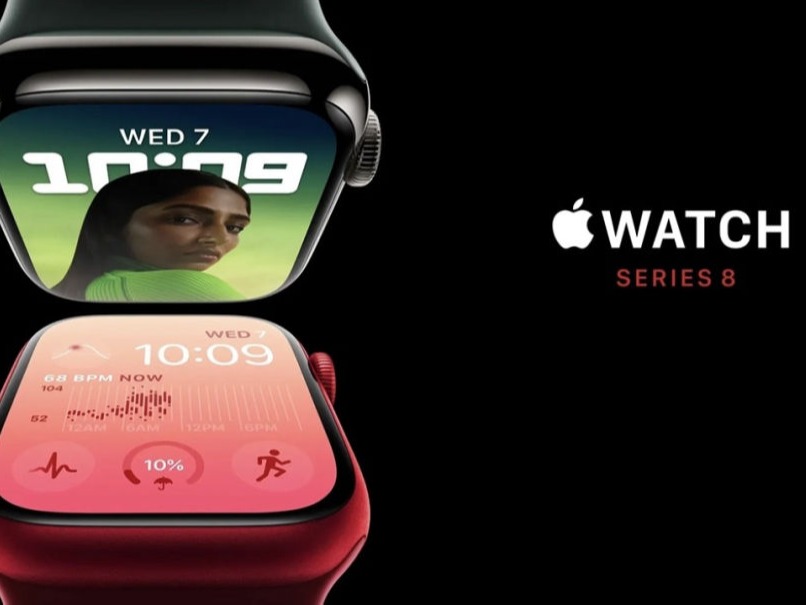 WED 7
10:09
WATCH
SERIES 8
WED 7
10:09
68 BPM NOW
104
52
12AM 6AM 12PM 6PM
10%